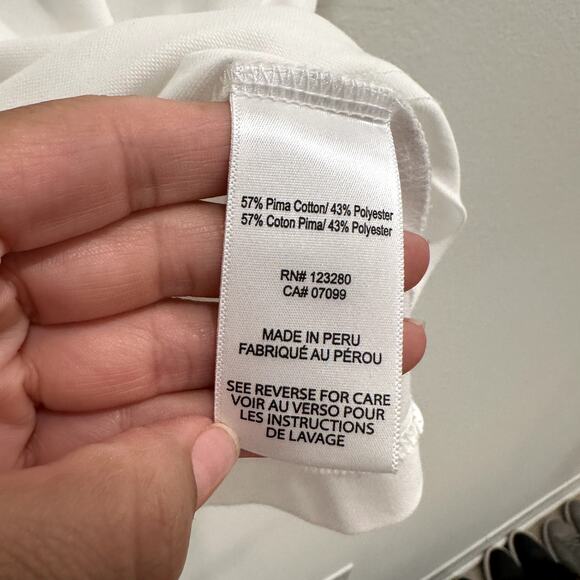 57% Pima Cotton/ 43% Polyester
57% Coton Pima/ 43% Polyester
RN# 123280
CA# 07099
MADE IN PERU
FABRIQUÉ AU PÉROU
SEE REVERSE FOR CARE
VOIR AU VERSO POUR
LES INSTRUCTIONS
DE LAVAGE